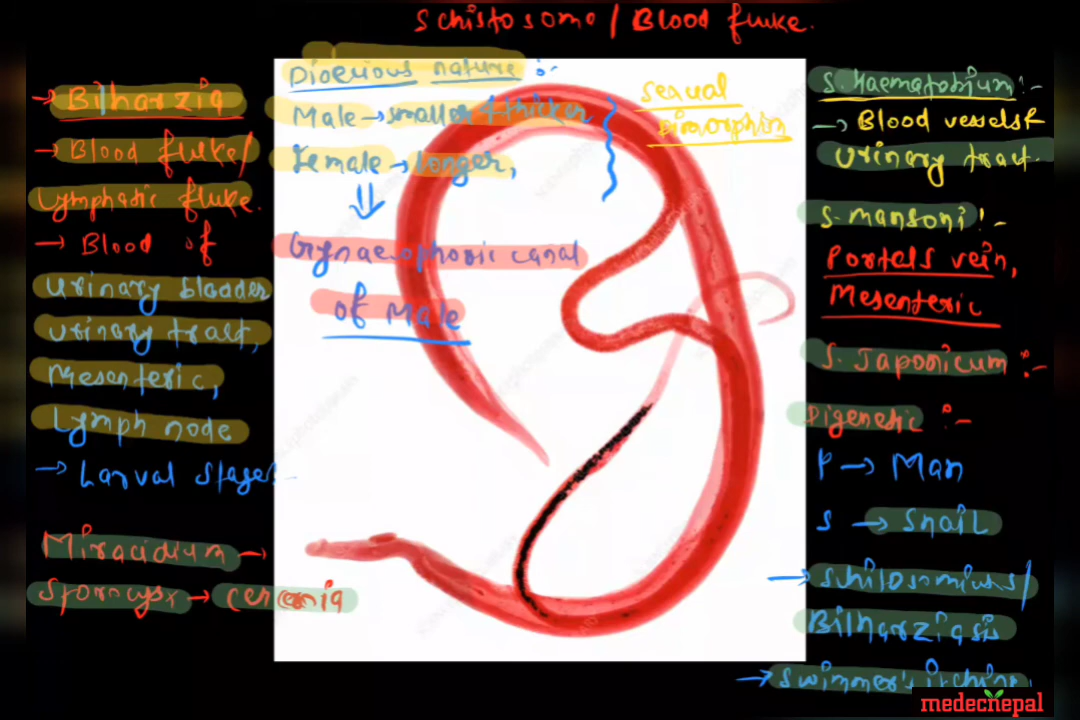 Schistosoma / Blood fluke.
→ Bilharzia
→ Blood fluke/
Lymphatic fluke.
→ Blood of
Urinary bladder
urinary tract,
Mesenteric,
Lymph node
→ Larval stages -
Miracidium →
Sporocyst → cercaria
Dioecious nature :-
Male → smaller & thicker
Female → longer,
Gynaecophoric canal
of Male
sexual
dimorphism
S. haematobium :-
→ Blood vessels &
urinary tract.
S. mansoni :-
Portals vein,
Mesenteric
S. Japonicum :-
Digenetic :-
P → Man
S → Snail
→ Schitosomiuss/
Bilharziasis
→ Swimmer's itching
medecnepal